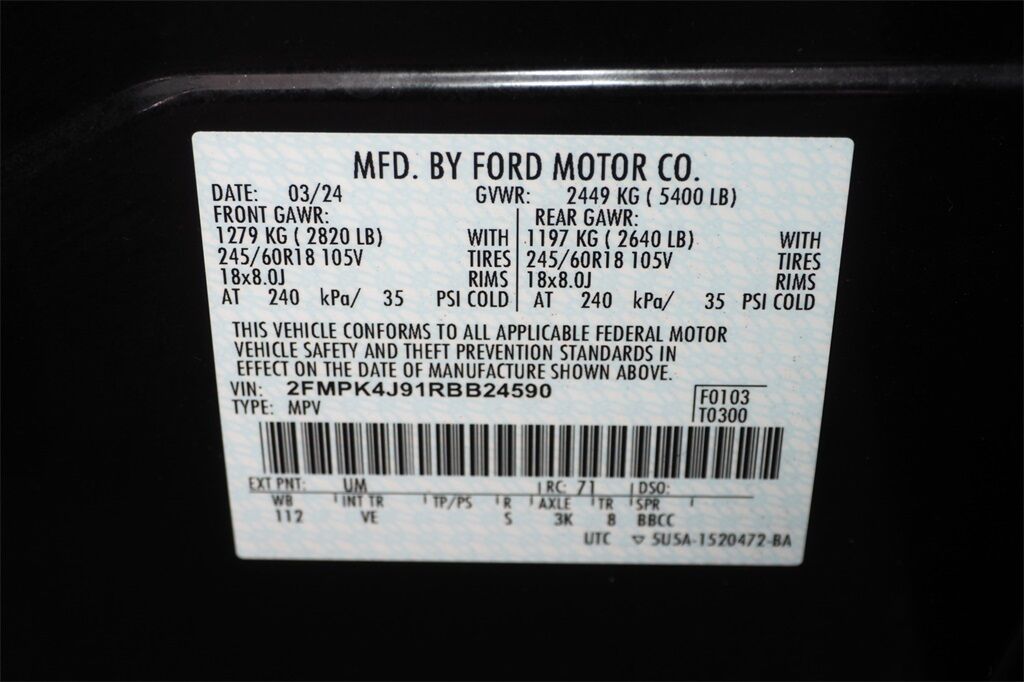 MFD. BY FORD MOTOR CO.
DATE: 03/24 GVWR: 2449 KG ( 5400 LB)
FRONT GAWR: REAR GAWR:
1279 KG ( 2820 LB) WITH 1197 KG ( 2640 LB) WITH
245/60R18 105V TIRES 245/60R18 105V TIRES
18x8.0J RIMS 18x8.0J RIMS
AT 240 kPa/ 35 PSI COLD AT 240 kPa/ 35 PSI COLD
THIS VEHICLE CONFORMS TO ALL APPLICABLE FEDERAL MOTOR
VEHICLE SAFETY AND THEFT PREVENTION STANDARDS IN
EFFECT ON THE DATE OF MANUFACTURE SHOWN ABOVE.
VIN: 2FMPK4J91RBB24590
TYPE: MPV
F0103
T0300
EXT PNT: UM RC: 71 DSO:
WB INT TR TP/PS R AXLE TR SPR
112 VE S 3K 8 BBCC
UTC ▽ 5U5A-1520472-BA